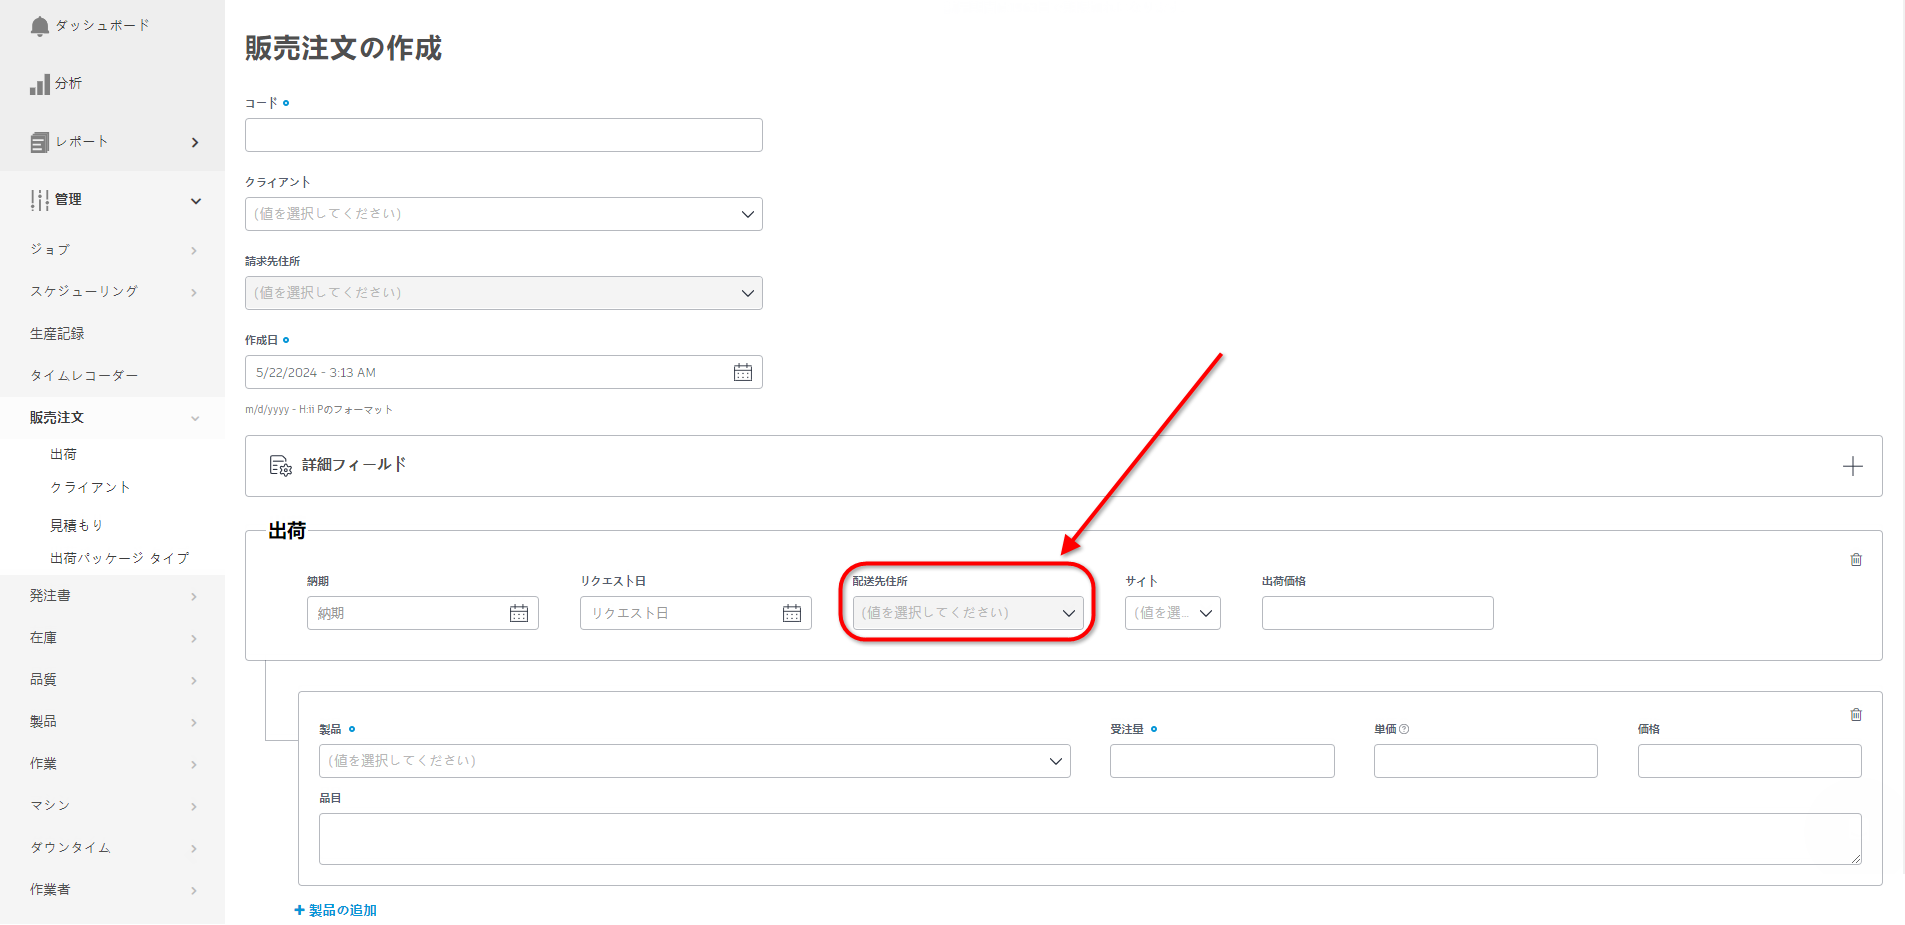 ダッシュボード
分析
レポート
管理
ジョブ
スケジューリング
生産記録
タイムレコーダー
販売注文
出荷
クライアント
見積もり
出荷パッケージ タイプ
発注書
在庫
品質
製品
作業
マシン
ダウンタイム
作業者
販売注文の作成
コード
クライアント
(値を選択してください)
請求先住所
(値を選択してください)
作成日
5/22/2024 - 3:13 AM
m/d/yyyy - H:ii Pのフォーマット
詳細フィールド
出荷
納期 リクエスト日 配送先住所 サイト 出荷価格
納期 リクエスト日 (値を選択してください) (値を選...
製品 受注量 単価 価格
(値を選択してください)
品目
+ 製品の追加